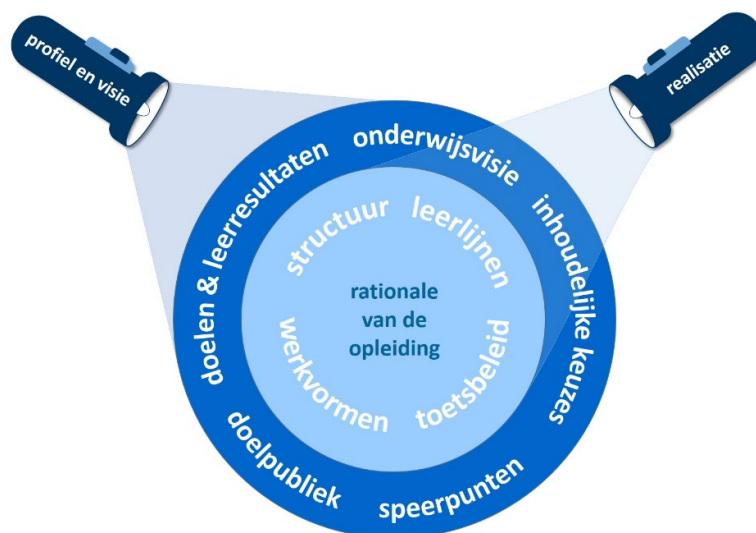 profiel en visie
realisatie
doelen & leerresultaten
onderwijsvisie
inhoudelijke keuzes
speerpunten
doelpubliek
structuur
leerlijnen
toetsbeleid
werkvormen
rationale
van de
opleiding